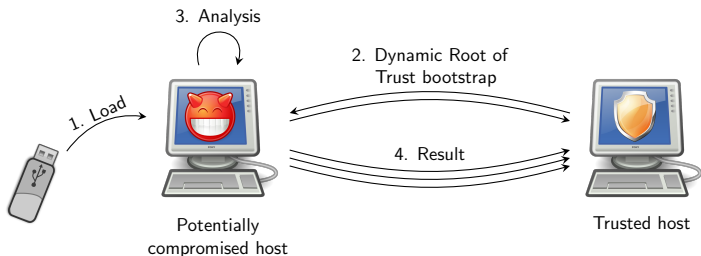 3. Analysis
2. Dynamic Root of
Trust bootstrap
1. Load
4. Result
Potentially
compromised host
Trusted host